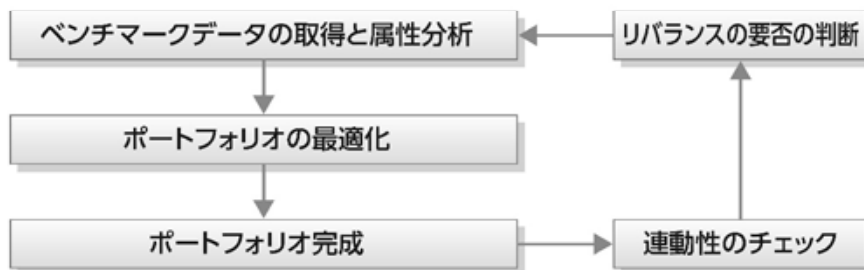 ベンチマークデータの取得と属性分析
リバランスの要否の判断
ポートフォリオの最適化
ポートフォリオ完成
連動性のチェック